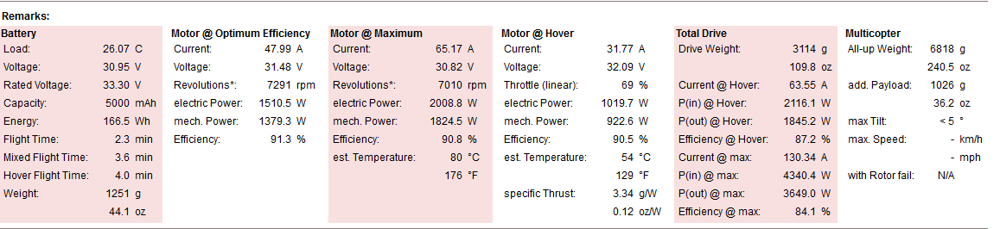 Remarks:
Battery
Load: 26.07 C
Voltage: 30.95 V
Rated Voltage: 33.30 V
Capacity: 5000 mAh
Energy: 166.5 Wh
Flight Time: 2.3 min
Mixed Flight Time: 3.6 min
Hover Flight Time: 4.0 min
Weight: 1251 g
44.1 oz
Motor @ Optimum Efficiency
Current: 47.99 A
Voltage: 31.48 V
Revolutions*: 7291 rpm
electric Power: 1510.5 W
mech. Power: 1379.3 W
Efficiency: 91.3 %
Motor @ Maximum
Current: 65.17 A
Voltage: 30.82 V
Revolutions*: 7010 rpm
electric Power: 2008.8 W
mech. Power: 1824.5 W
Efficiency: 90.8 %
est. Temperature: 80 °C
176 °F
Motor @ Hover
Current: 31.77 A
Voltage: 32.09 V
Throttle (linear): 69 %
electric Power: 1019.7 W
mech. Power: 922.6 W
Efficiency: 90.5 %
est. Temperature: 54 °C
129 °F
specific Thrust: 3.34 g/W
0.12 oz/W
Total Drive
Drive Weight: 3114 g
109.8 oz
Current @ Hover: 63.55 A
P(in) @ Hover: 2116.1 W
P(out) @ Hover: 1845.2 W
Efficiency @ Hover: 87.2 %
Current @ max: 130.34 A
P(in) @ max: 4340.4 W
P(out) @ max: 3649.0 W
Efficiency @ max: 84.1 %
Multicopter
All-up Weight: 6818 g
240.5 oz
add. Payload: 1026 g
36.2 oz
max Tilt: < 5 °
max. Speed: - km/h
- mph
with Rotor fail: N/A